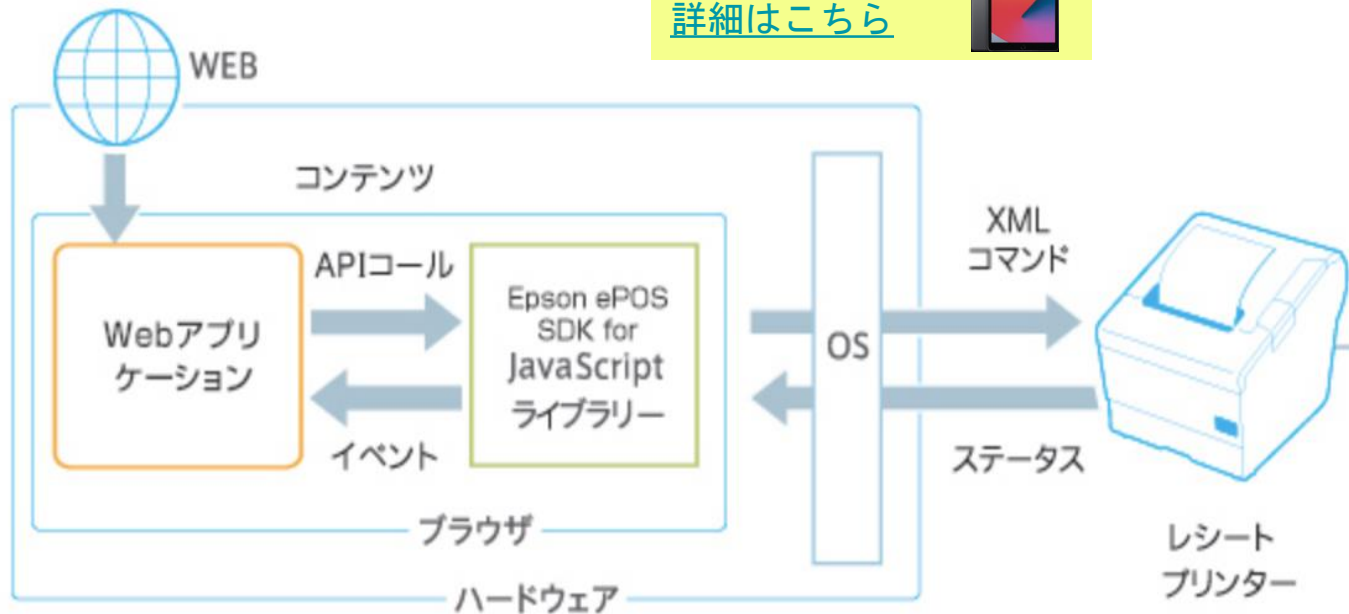 詳細はこちら
WEB
コンテンツ
APIコール
Webアプリ
ケーション
Epson ePOS
SDK for
JavaScript
ライブラリー
イベント
OS
XML
コマンド
ステータス
ブラウザ
ハードウェア
レシート
プリンター